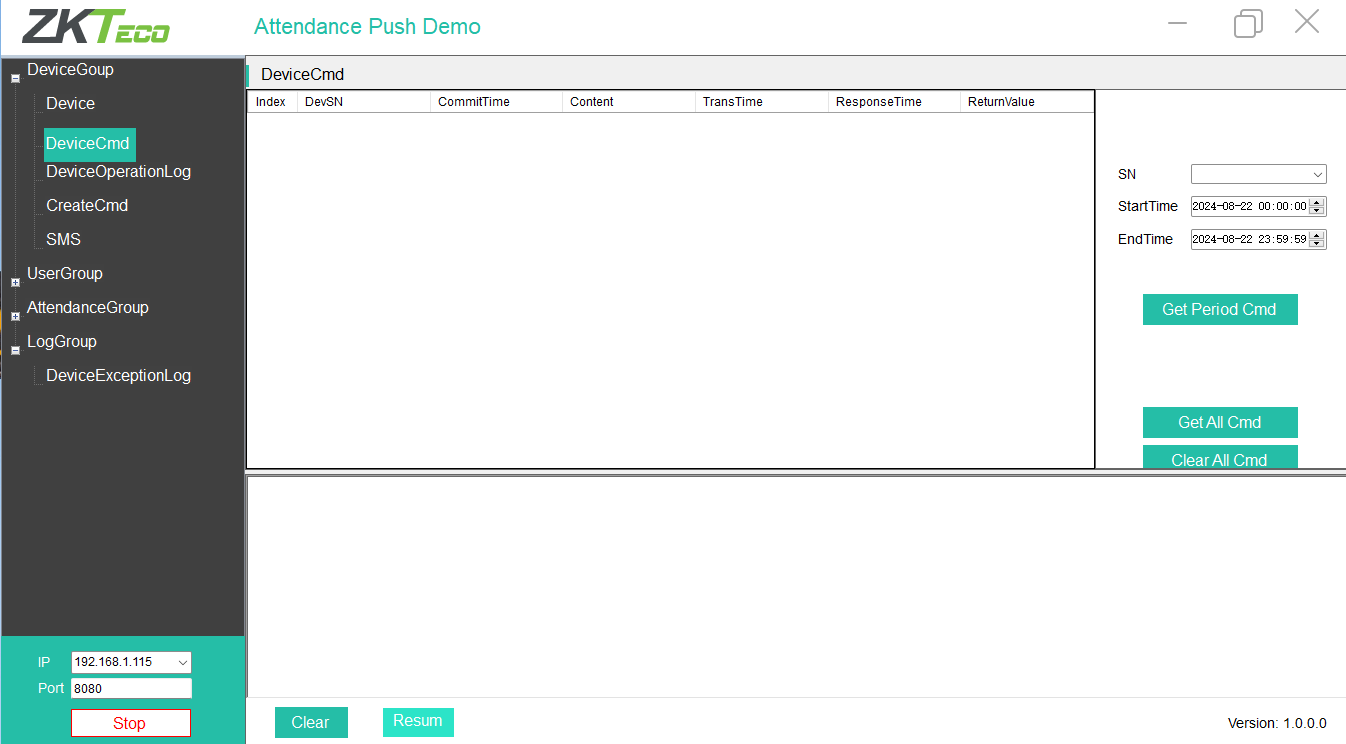 ZKTeco
Attendance Push Demo
DeviceGoup
Device
DeviceCmd
DeviceOperationLog
CreateCmd
SMS
UserGroup
AttendanceGroup
LogGroup
DeviceExceptionLog
IP 192.168.1.115
Port 8080
Stop
DeviceCmd
Index DevSN CommitTime Content TransTime ResponseTime ReturnValue
SN
StartTime 2024-08-22 00:00:00
EndTime 2024-08-22 23:59:59
Get Period Cmd
Get All Cmd
Clear All Cmd
Clear Resum
Version: 1.0.0.0